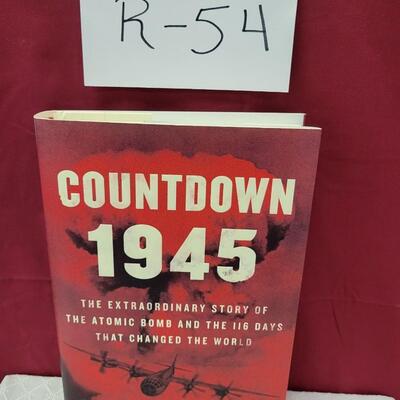 R-54
COUNTDOWN
1945
THE EXTRAORDINARY STORY OF
THE ATOMIC BOMB AND THE 116 DAYS
THAT CHANGED THE WORLD